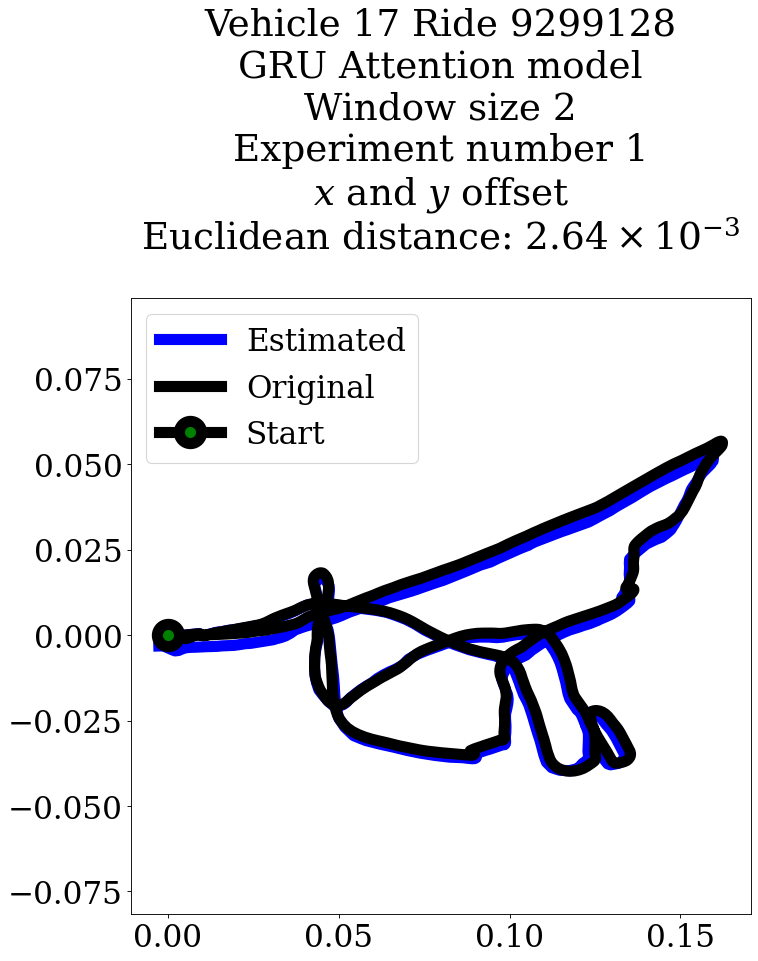 Vehicle 17 Ride 9299128
GRU Attention model
Window size 2
Experiment number 1
x and y offset
Euclidean distance: 2.64 × 10⁻³
Estimated
Original
Start
0.075
0.050
0.025
0.000
−0.025
−0.050
−0.075
0.00 0.05 0.10 0.15